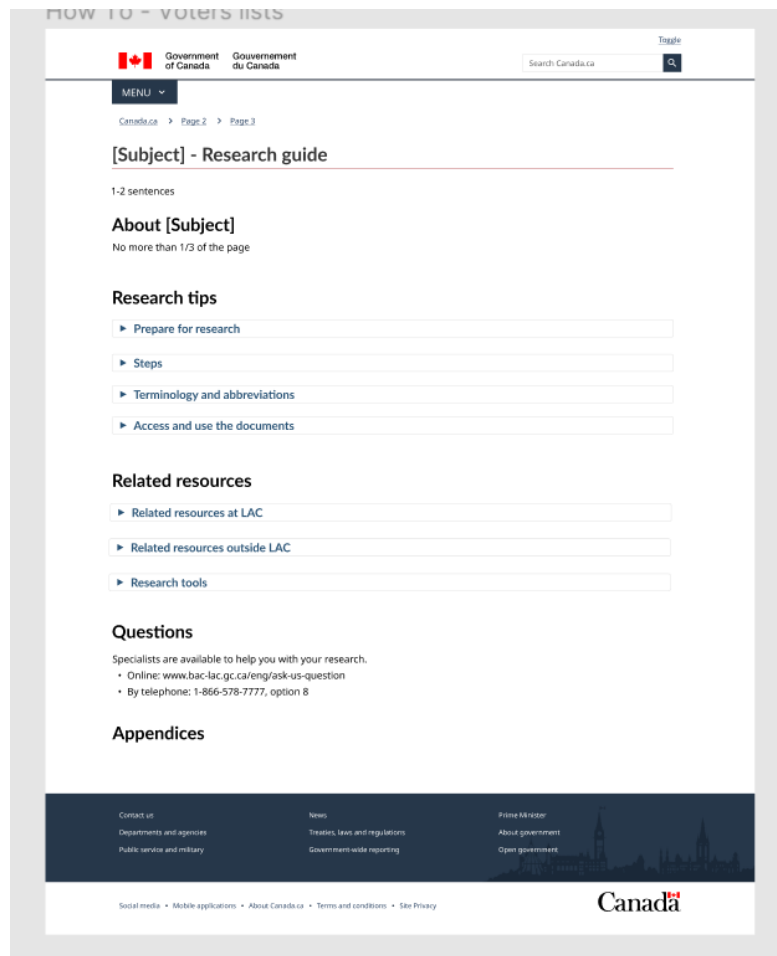 How To - Voters lists
Toggle
Government of Canada
Gouvernement du Canada
Search Canada.ca
MENU
Canada.ca > Page 2 > Page 3
[Subject] - Research guide
1-2 sentences
About [Subject]
No more than 1/3 of the page
Research tips
Prepare for research
Steps
Terminology and abbreviations
Access and use the documents
Related resources
Related resources at LAC
Related resources outside LAC
Research tools
Questions
Specialists are available to help you with your research.
• Online: www.bac-lac.gc.ca/eng/ask-us-question
• By telephone: 1-866-578-7777, option 8
Appendices
Contact us
News
Prime Minister
Departments and agencies
Treaties, laws and regulations
About government
Public service and military
Government-wide reporting
Open government
Social media • Mobile applications • About Canada.ca • Terms and conditions • Site Privacy
Canada